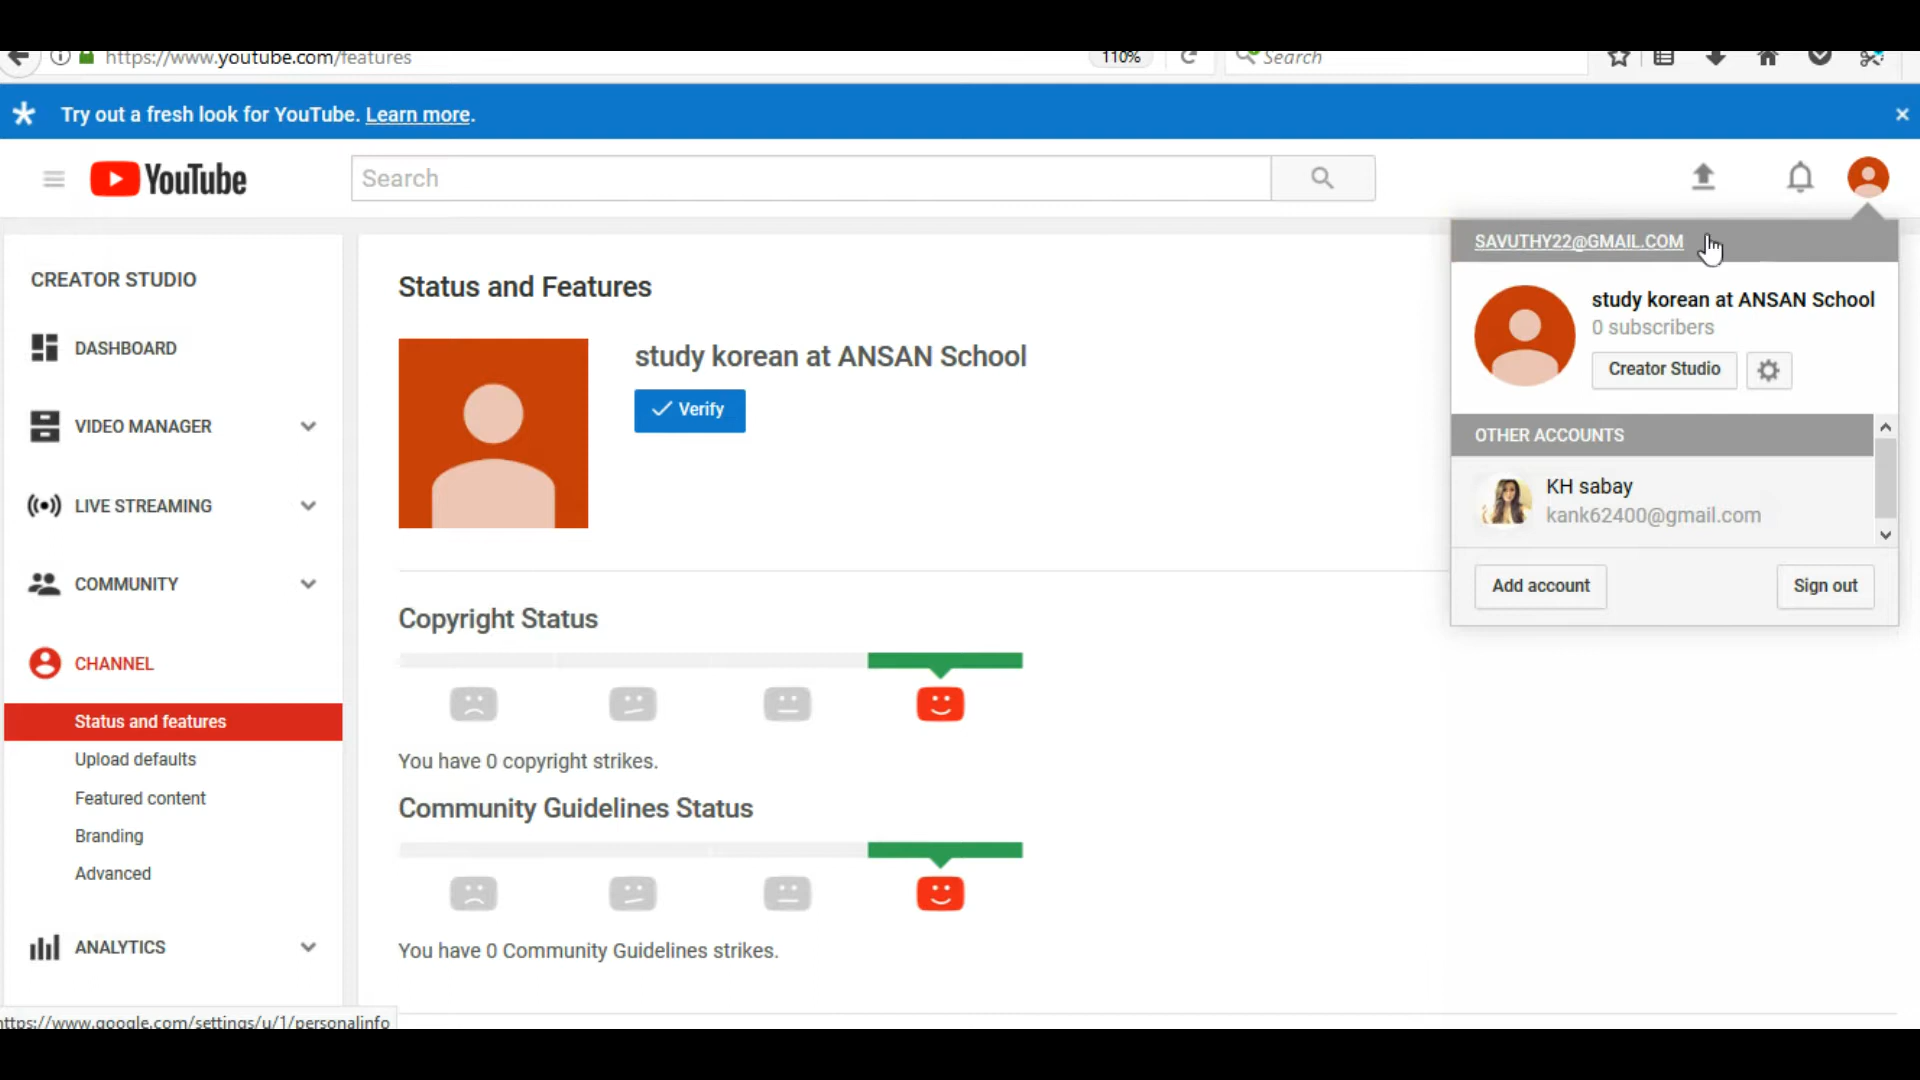 https://www.youtube.com/features
110%
Search
Try out a fresh look for YouTube. Learn more.
YouTube
Search
SAVUTHY22@GMAIL.COM
study korean at ANSAN School
0 subscribers
Creator Studio
OTHER ACCOUNTS
KH sabay
kank62400@gmail.com
Add account
Sign out
CREATOR STUDIO
DASHBOARD
VIDEO MANAGER
LIVE STREAMING
COMMUNITY
CHANNEL
Status and features
Upload defaults
Featured content
Branding
Advanced
ANALYTICS
Status and Features
study korean at ANSAN School
Verify
Copyright Status
You have 0 copyright strikes.
Community Guidelines Status
You have 0 Community Guidelines strikes.
https://www.google.com/settings/u/1/personalinfo